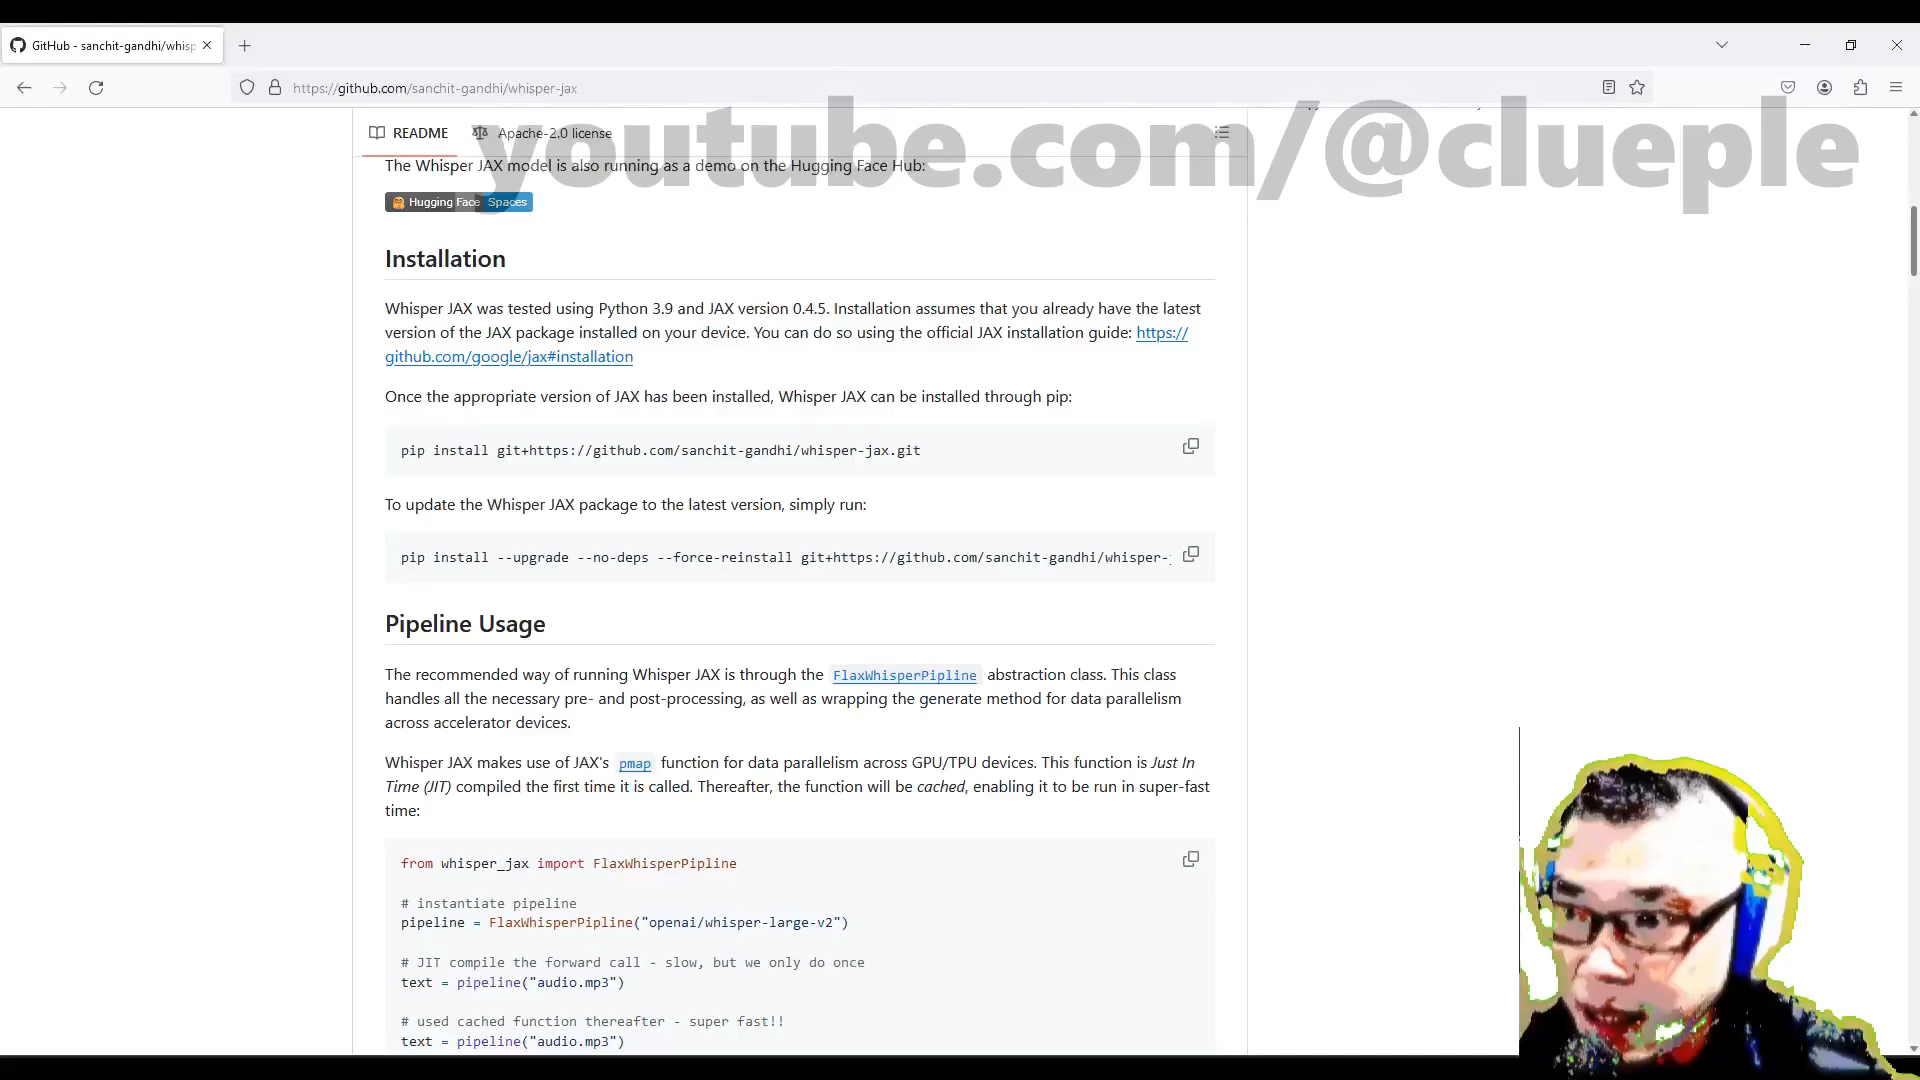 GitHub - sanchit-gandhi/whisp
https://github.com/sanchit-gandhi/whisper-jax
youtube.com/@clueple
README
Apache-2.0 license
The Whisper JAX model is also running as a demo on the Hugging Face Hub:
Hugging Face Spaces
Installation
Whisper JAX was tested using Python 3.9 and JAX version 0.4.5. Installation assumes that you already have the latest
version of the JAX package installed on your device. You can do so using the official JAX installation guide: https://
github.com/google/jax#installation
Once the appropriate version of JAX has been installed, Whisper JAX can be installed through pip:
pip install git+https://github.com/sanchit-gandhi/whisper-jax.git
To update the Whisper JAX package to the latest version, simply run:
pip install --upgrade --no-deps --force-reinstall git+https://github.com/sanchit-gandhi/whisper-
Pipeline Usage
The recommended way of running Whisper JAX is through the FlaxWhisperPipline abstraction class. This class
handles all the necessary pre- and post-processing, as well as wrapping the generate method for data parallelism
across accelerator devices.
Whisper JAX makes use of JAX's pmap function for data parallelism across GPU/TPU devices. This function is Just In
Time (JIT) compiled the first time it is called. Thereafter, the function will be cached, enabling it to be run in super-fast
time:
from whisper_jax import FlaxWhisperPipline
# instantiate pipeline
pipeline = FlaxWhisperPipline("openai/whisper-large-v2")
# JIT compile the forward call - slow, but we only do once
text = pipeline("audio.mp3")
# used cached function thereafter - super fast!!
text = pipeline("audio.mp3")